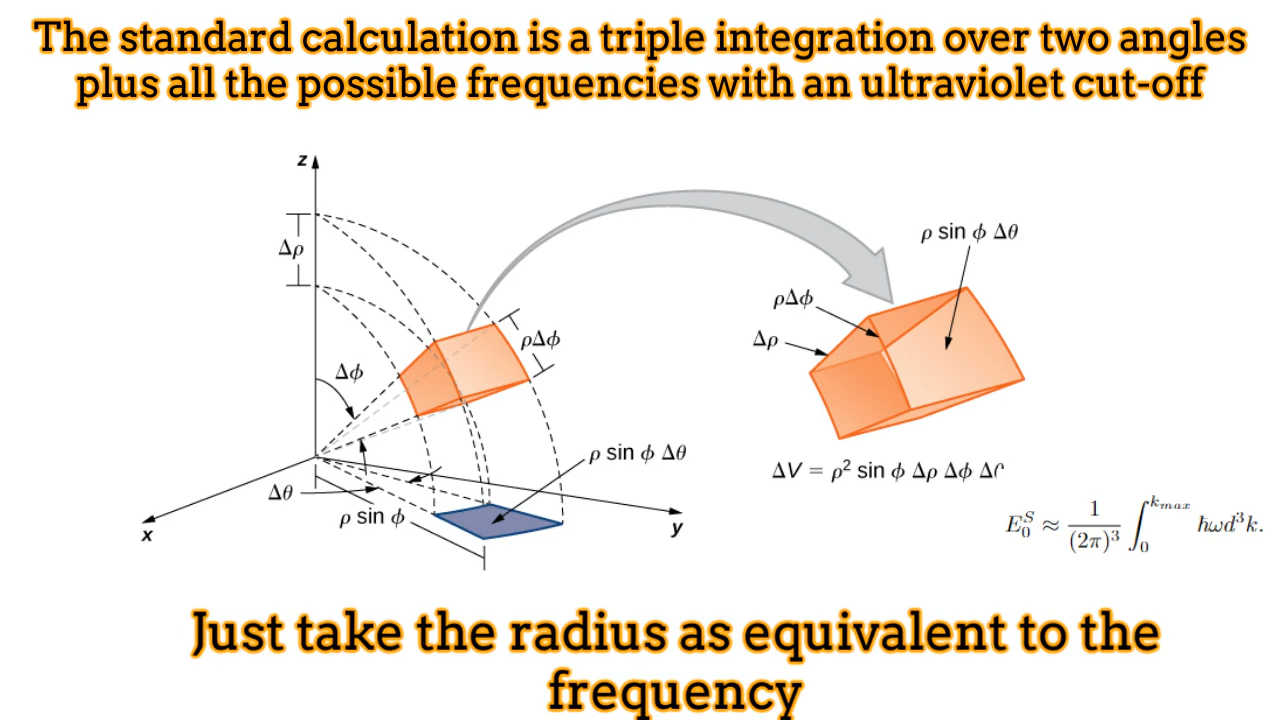 The standard calculation is a triple integration over two angles
plus all the possible frequencies with an ultraviolet cut-off
z
Δρ
Δϕ
ρΔϕ
ρ sin ϕ Δθ
Δθ
ρ sin ϕ
x
y
ρ sin ϕ Δθ
ρΔϕ
Δρ
ΔV = ρ² sin ϕ Δρ Δϕ Δ
E₀ˢ ≈ 1/(2π)³ ∫₀^{k_{max}} ħωd³k.
Just take the radius as equivalent to the
frequency